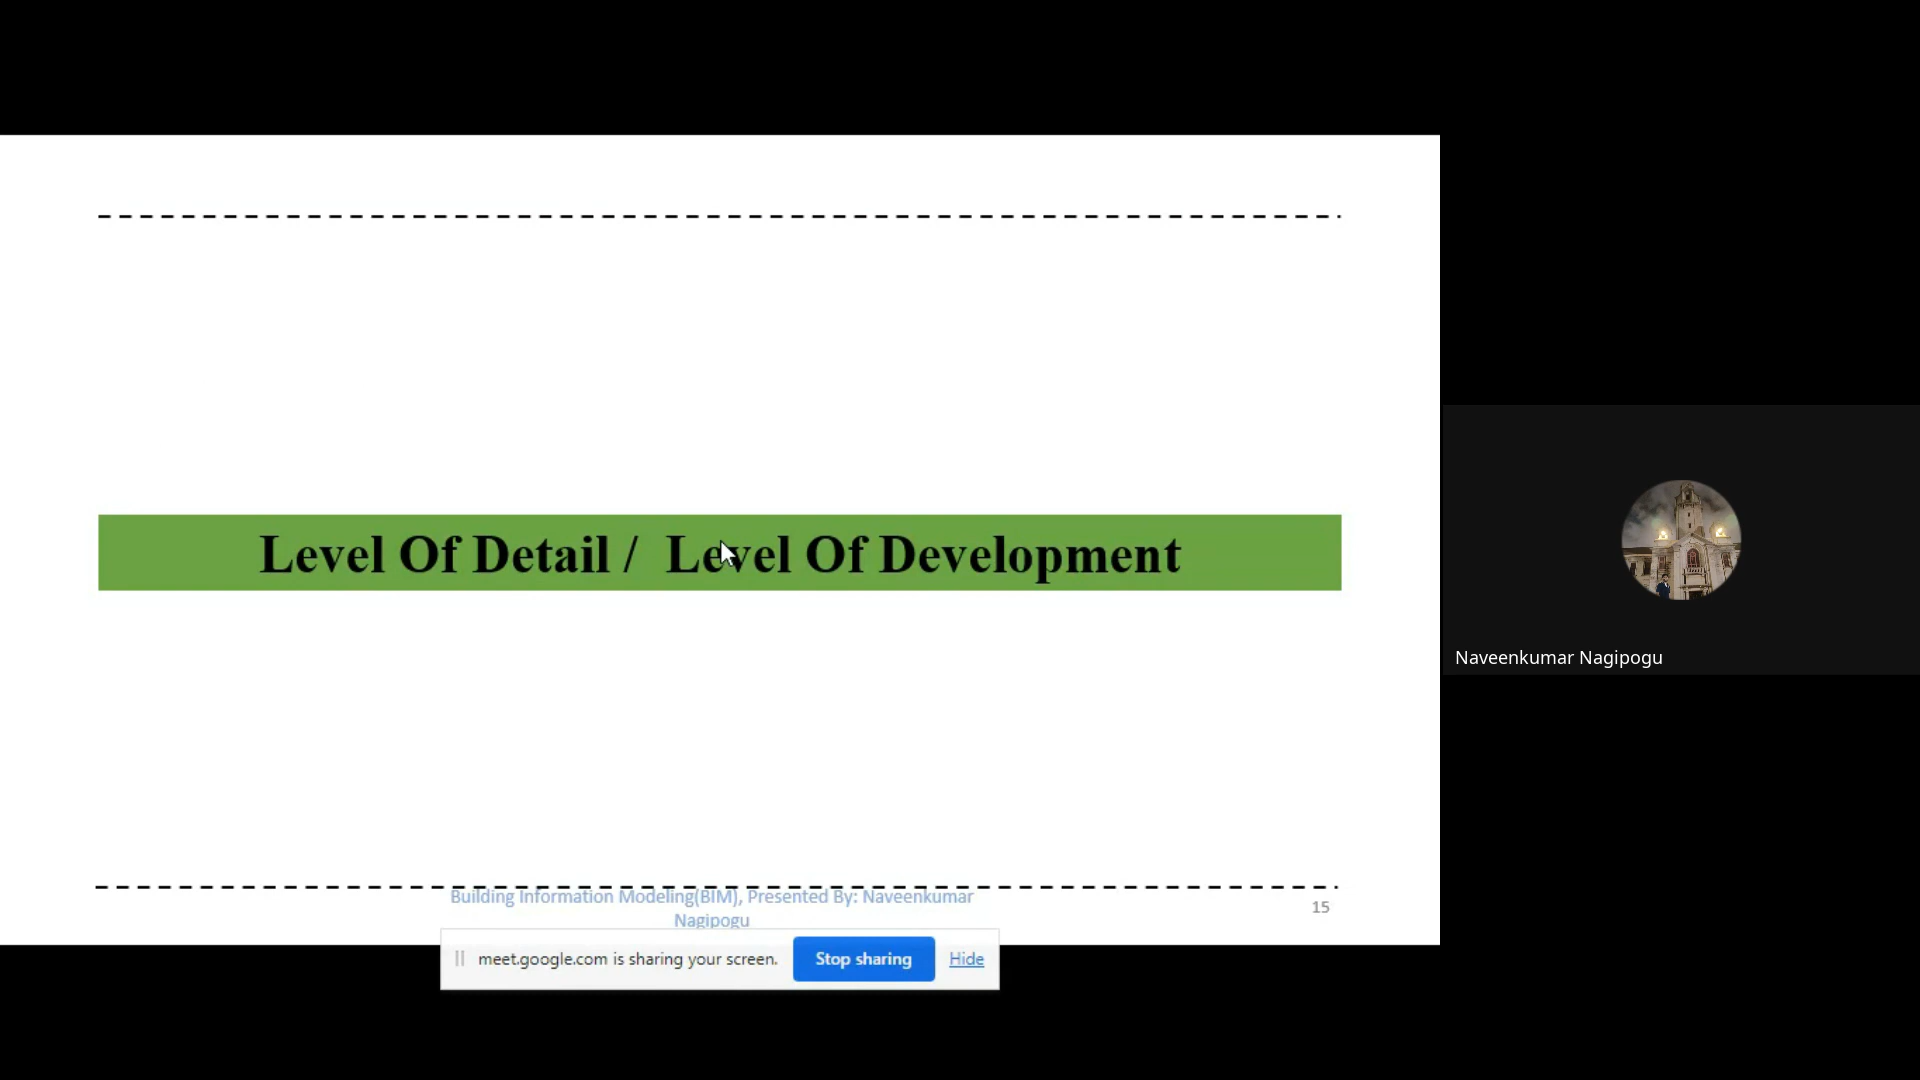 Level Of Detail / Level Of Development
Building Information Modeling(BIM), Presented By: Naveenkumar
Nagipogu
15
meet.google.com is sharing your screen.
Stop sharing
Hide
Naveenkumar Nagipogu